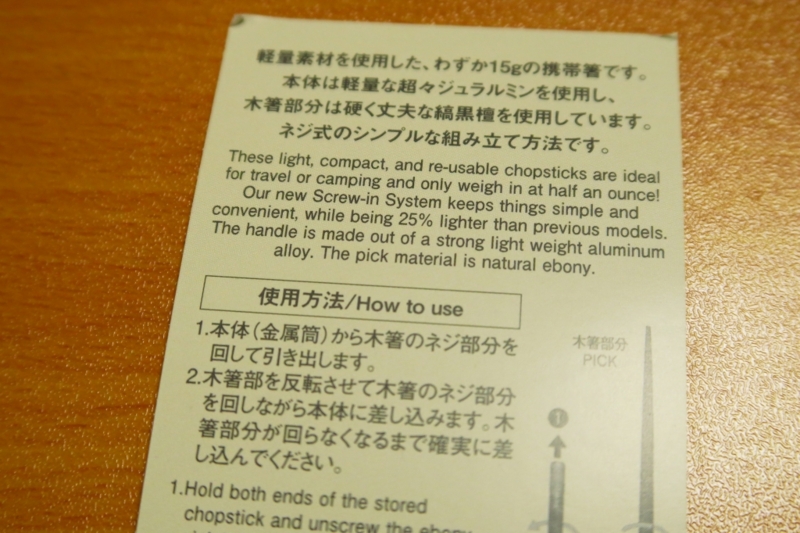 軽量素材を使用した、わずか15gの携帯箸です。
本体は軽量な超々ジュラルミンを使用し、
木箸部分は硬く丈夫な縞黒檀を使用しています。
ネジ式のシンプルな組み立て方法です。
These light, compact, and re-usable chopsticks are ideal
for travel or camping and only weigh in at half an ounce!
Our new Screw-in System keeps things simple and
convenient, while being 25% lighter than previous models.
The handle is made out of a strong light weight aluminum
alloy. The pick material is natural ebony.
使用方法/How to use
1.本体(金属筒)から木箸のネジ部分を
回して引き出します。
2.木箸部を反転させて木箸のネジ部分
を回しながら本体に差し込みます。木
箸部分が回らなくなるまで確実に差
し込んでください。
1.Hold both ends of the stored
chopstick and unscrew the ebony
木箸部分
PICK
1